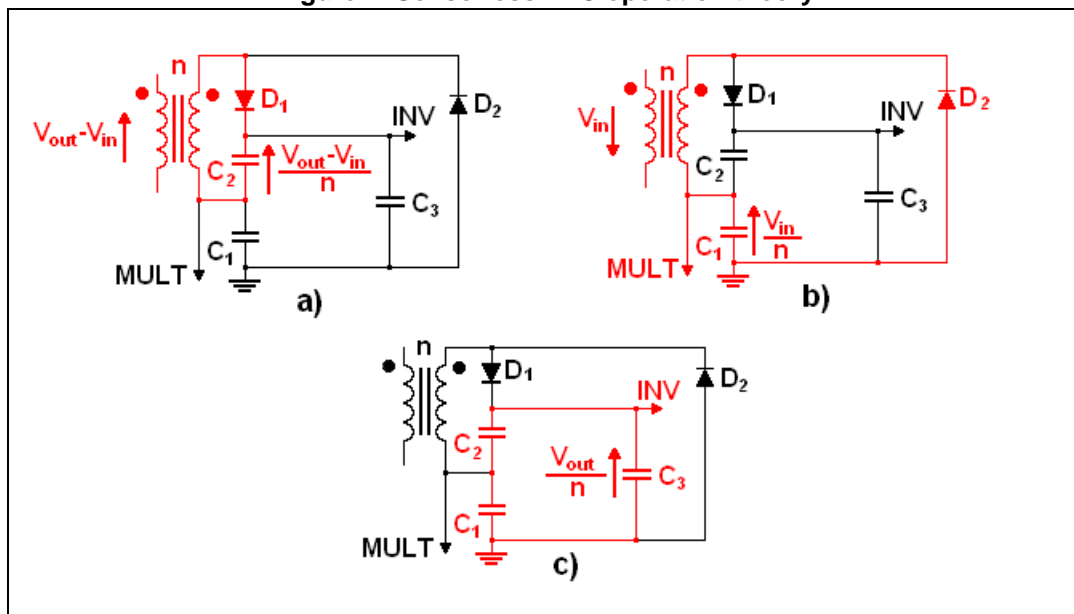 n
D1
INV
D2
Vout-Vin
C2
Vout-Vin
n
C3
C1
MULT
a)
n
D1
INV
D2
Vin
C2
C3
Vin
n
C1
MULT
b)
n
D1
INV
D2
C2
Vout
n
C3
C1
MULT
c)